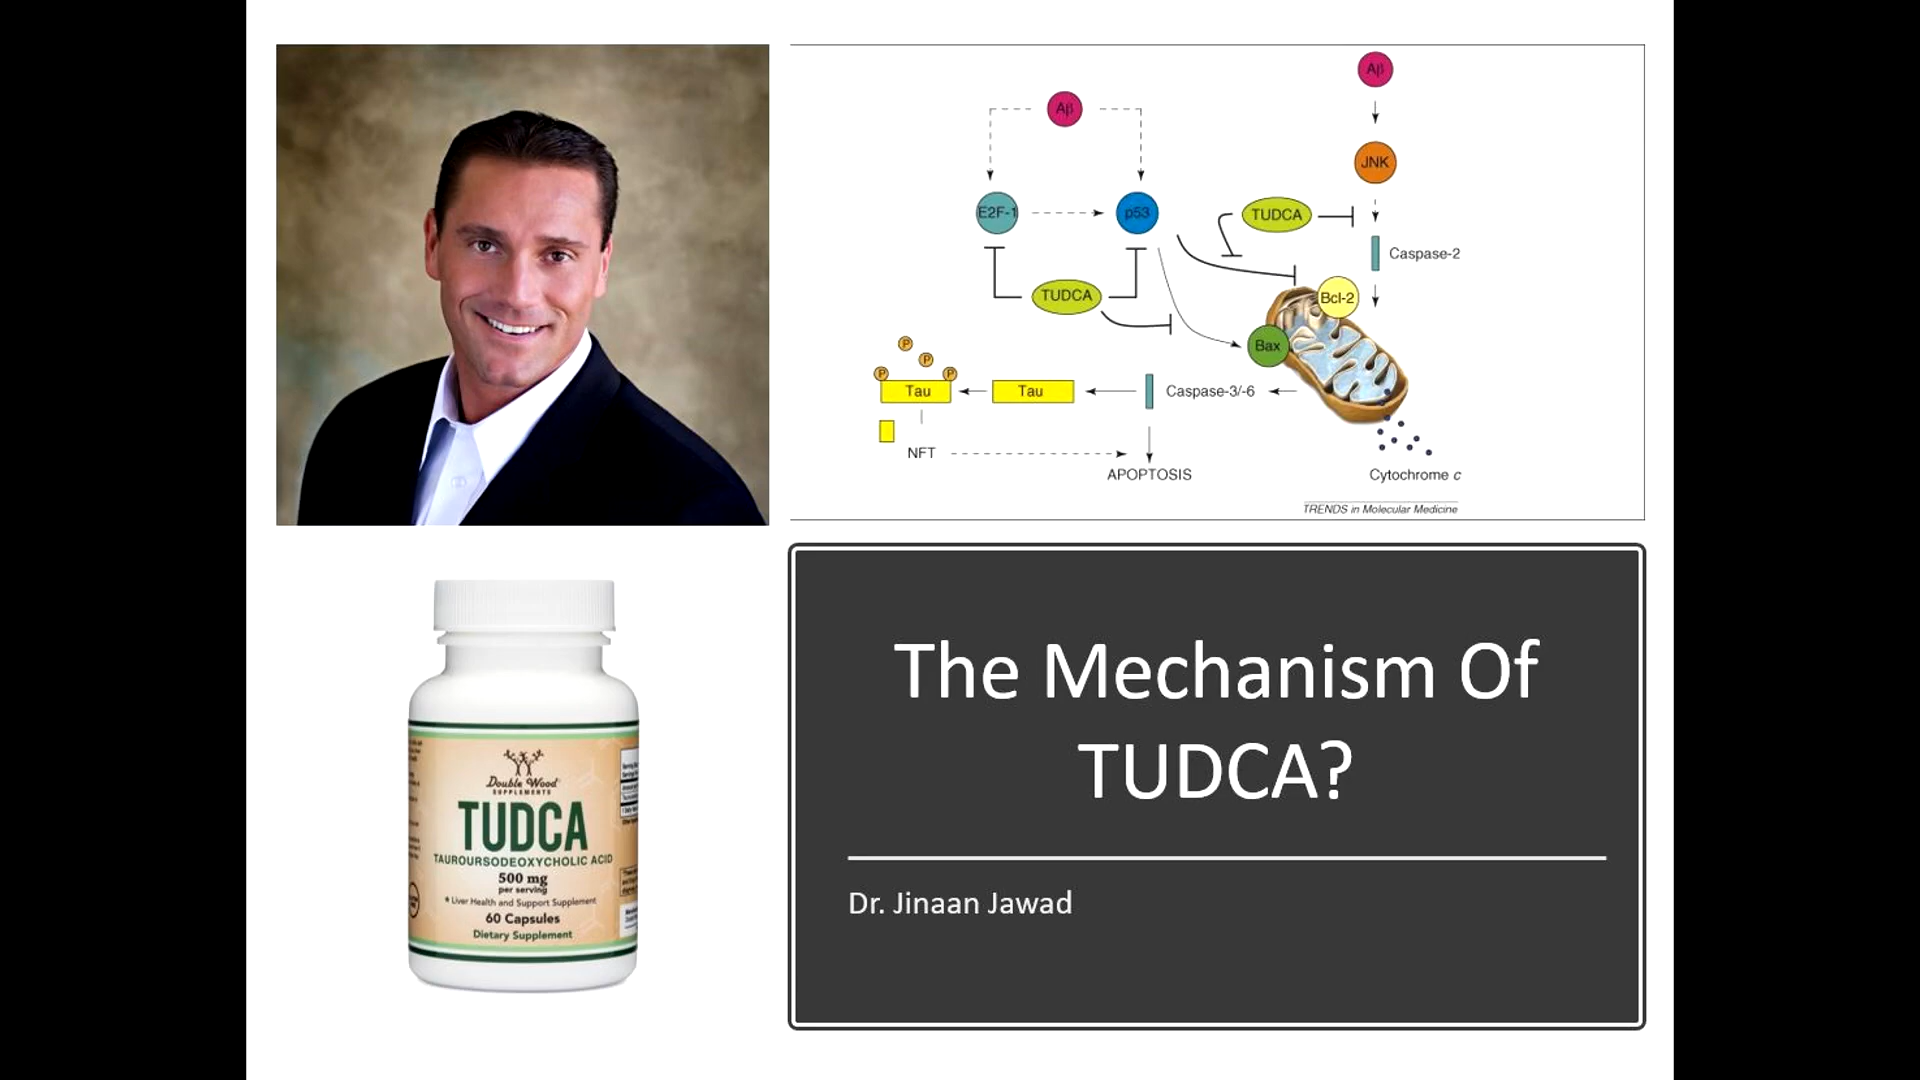 Aβ
Aβ
JNK
E2F-1
p53
TUDCA
Caspase-2
TUDCA
Bcl-2
Bax
P
P
P
P
Tau
Tau
Caspase-3/-6
NFT
APOPTOSIS
Cytochrome c
TRENDS in Molecular Medicine
The Mechanism Of
TUDCA?
Dr. Jinaan Jawad
Double Wood
SUPPLEMENTS
TUDCA
TAUROURSODEOXYCHOLIC ACID
500 mg
per serving
* Liver Health and Support Supplement
60 Capsules
Dietary Supplement